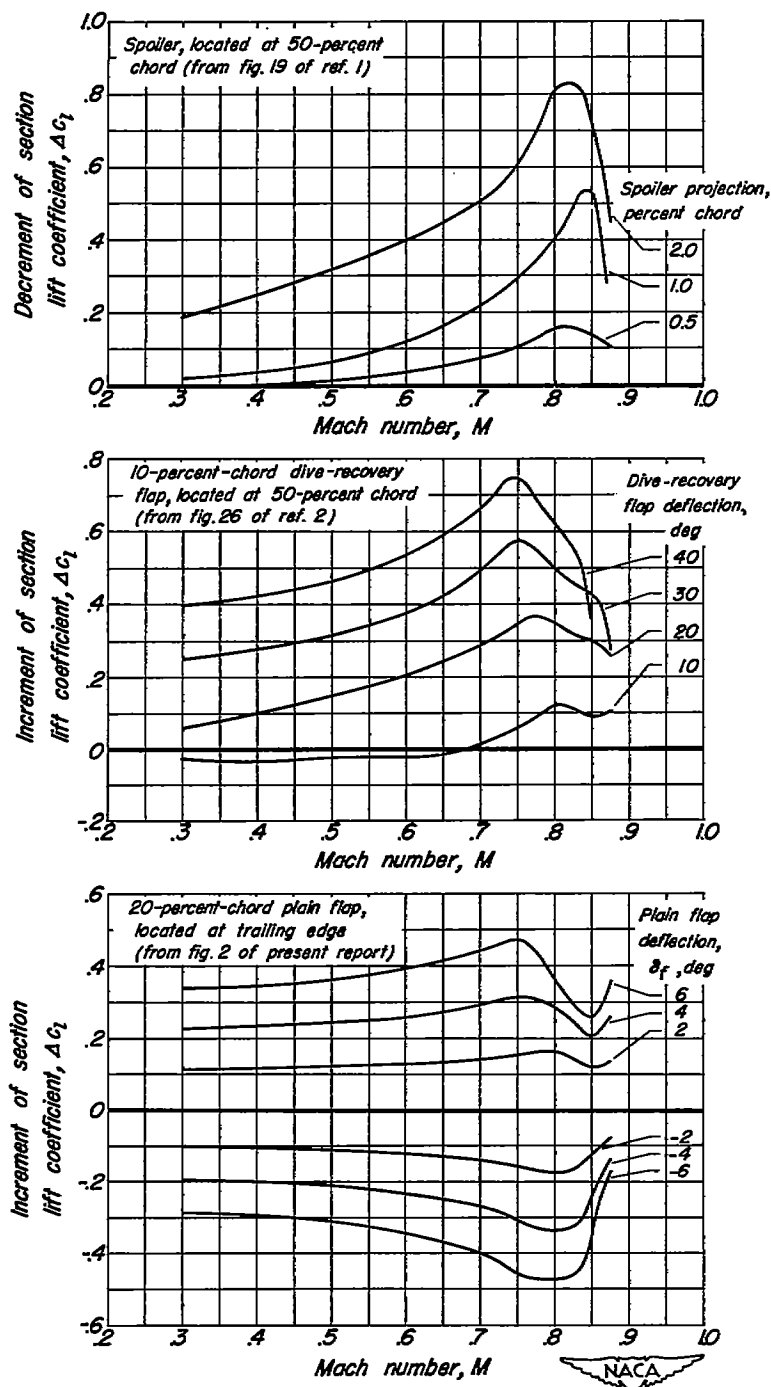 1.0
Spoiler, located at 50-percent
chord (from fig. 19 of ref. 1)
.8
.6
.4
.2
0
Decrement of section
lift coefficient, Δcl
Spoiler projection,
percent chord
2.0
1.0
0.5
.2 .3 .4 .5 .6 .7 .8 .9 1.0
Mach number, M
.8
10-percent-chord dive-recovery
flap, located at 50-percent chord
(from fig. 26 of ref. 2)
.6
.4
.2
0
-.2
Increment of section
lift coefficient, Δcl
Dive-recovery
flap deflection,
deg
40
30
20
10
.2 .3 .4 .5 .6 .7 .8 .9 1.0
Mach number, M
.6
20-percent-chord plain flap,
located at trailing edge
(from fig. 2 of present report)
.4
.2
0
-.2
-.4
-.6
Increment of section
lift coefficient, Δcl
Plain flap
deflection,
δf, deg
6
4
2
-2
-4
-6
.2 .3 .4 .5 .6 .7 .8 .9 1.0
Mach number, M
NACA